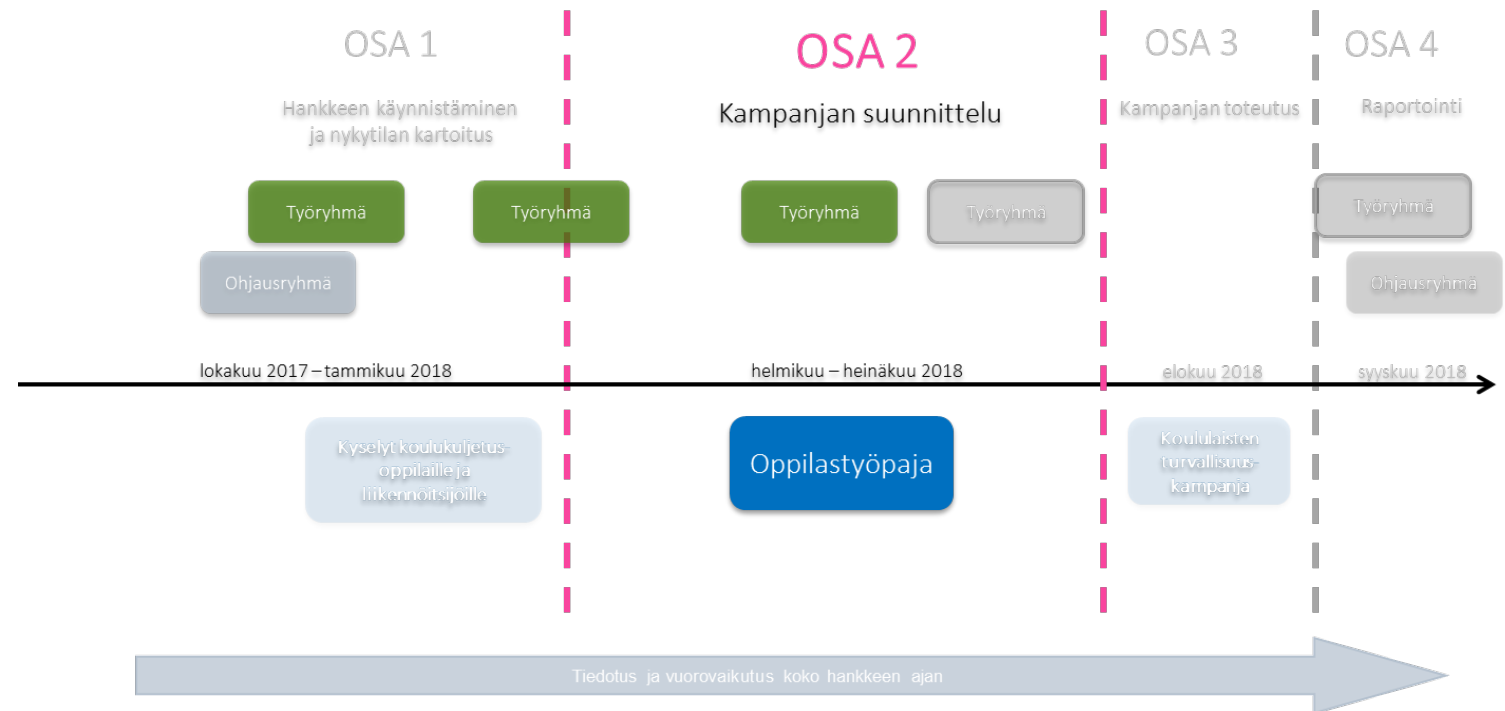 OSA 1
OSA 2
OSA 3
OSA 4
Hankkeen käynnistäminen
ja nykytilan kartoitus
Kampanjan suunnittelu
Kampanjan toteutus
Raportointi
Työryhmä
Työryhmä
Työryhmä
Työryhmä
Työryhmä
Ohjausryhmä
Ohjausryhmä
lokakuu 2017 – tammikuu 2018
helmikuu – heinäkuu 2018
elokuu 2018
syyskuu 2018
Kyselyt koulukuljetus-
oppilaille ja
liikennöitsijöille
Oppilastyöpaja
Koululaisten
turvallisuus-
kampanja
Tiedotus ja vuorovaikutus koko hankkeen ajan